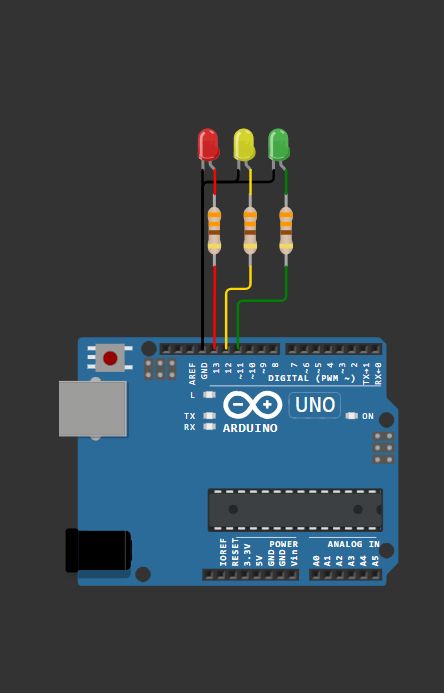 AREF
GND
13
12
~11
~10
~9
8
7
~6
~5
4
~3
2
TX→1
RX←0
DIGITAL (PWM ~)
L
UNO
TX
RX
ON
ARDUINO
POWER
ANALOG IN
IOREF
RESET
3.3V
5V
GND
GND
Vin
A0
A1
A2
A3
A4
A5